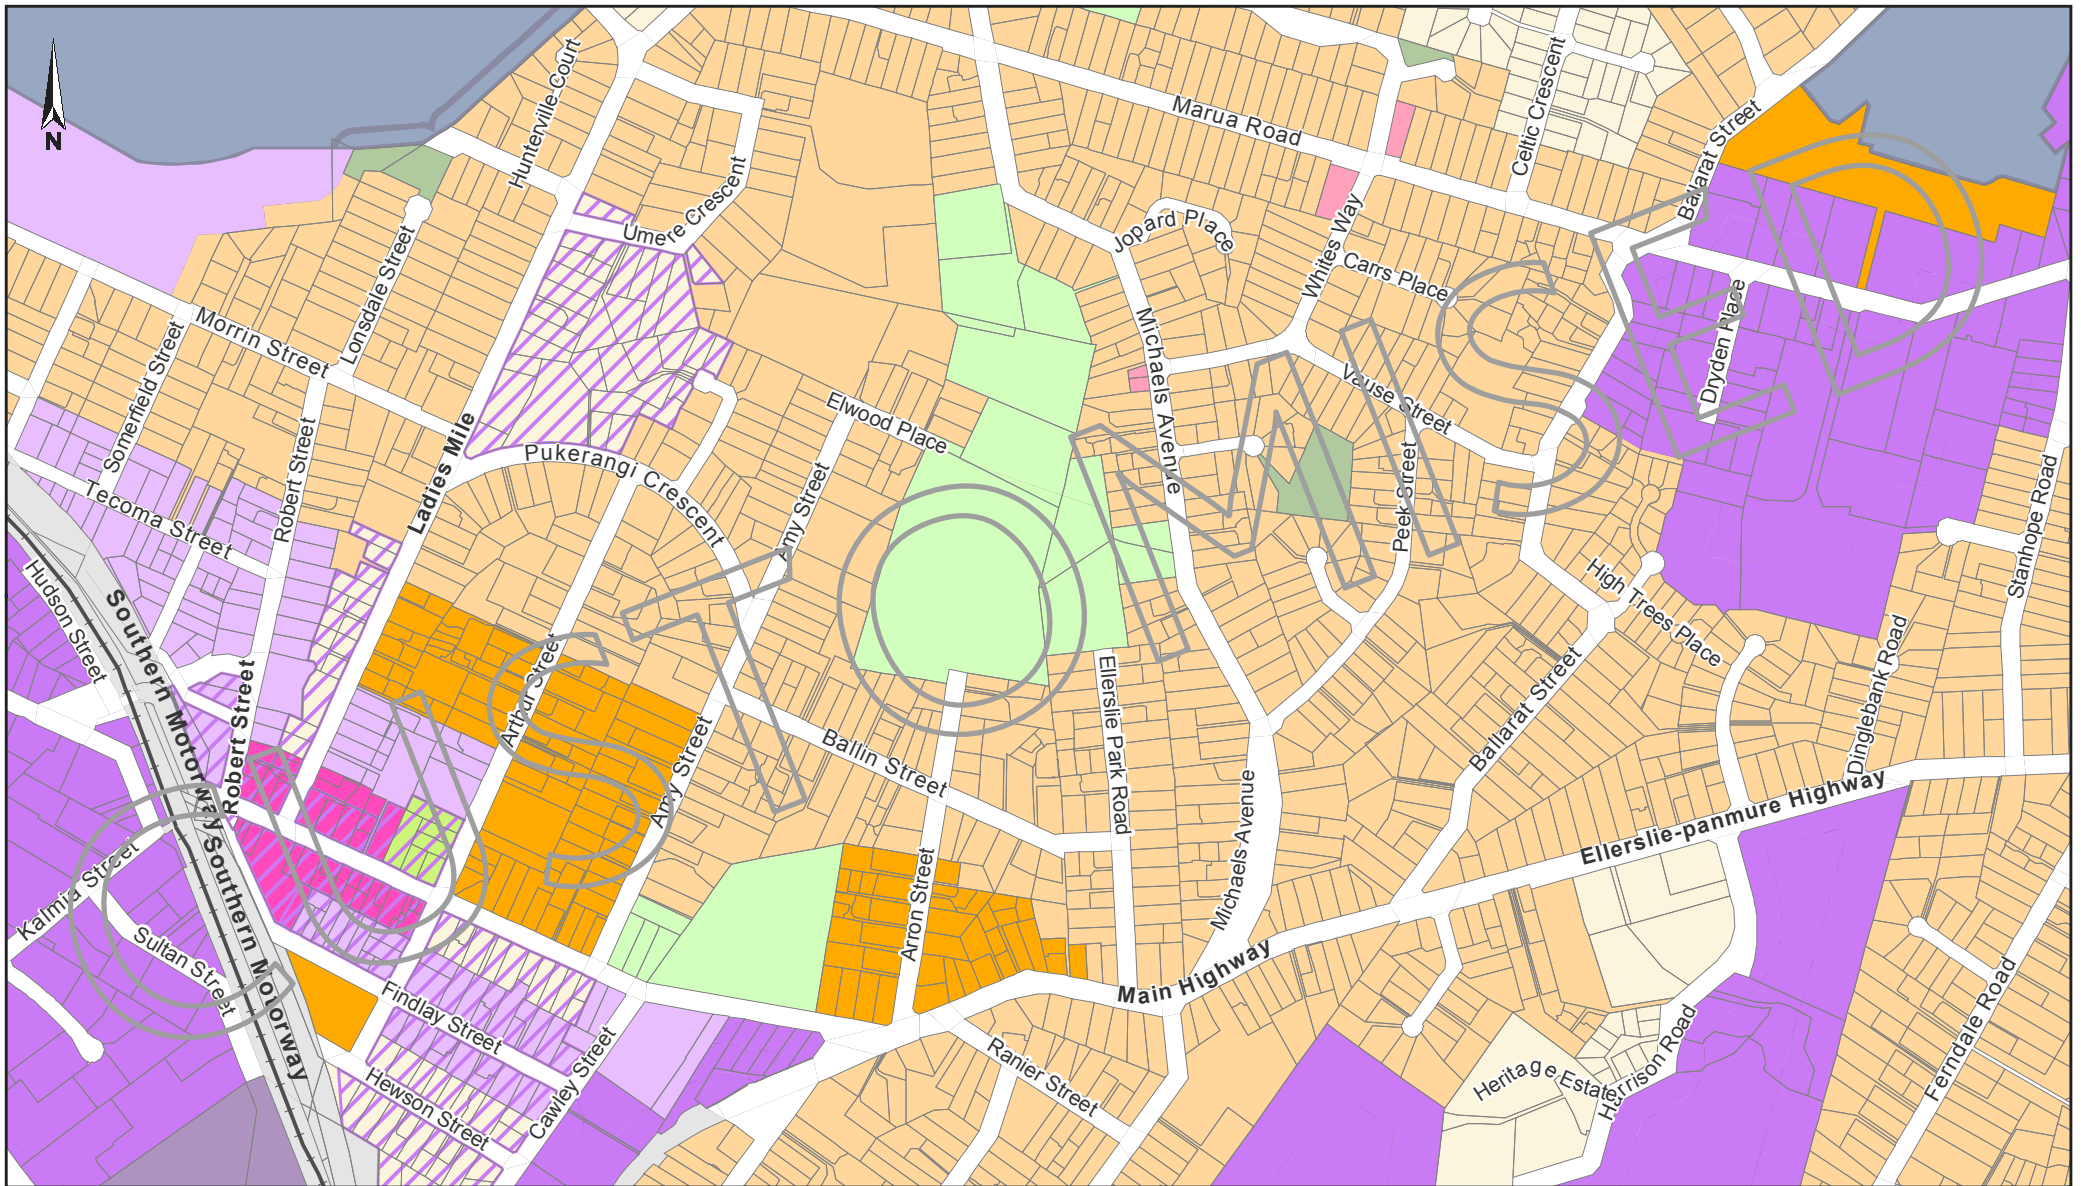 N
Hunterville Court
Marua Road
Celtic Crescent
Ballarat Street
Umere Crescent
Jopard Place
Whites Way
Carrs Place
Lonsdale Street
Morrin Street
Somerfield Street
Michaels Avenue
Vause Street
Dryden Place
Elwood Place
Robert Street
Ladies Mile
Pukerangi Crescent
Amy Street
Peek Street
Tecoma Street
Stanhope Road
Hudson Street
Southern Motorway
High Trees Place
Robert Street
Arthur Street
Amy Street
Ballin Street
Ellerslie Park Road
Ballarat Street
Dinglebank Road
Michaels Avenue
Ellerslie-panmure Highway
Kalmia Street
Sultan Street
Southern Motorway
Arron Street
Main Highway
Findlay Street
Hewson Street
Cawley Street
Ranier Street
Heritage Estate
Harrison Road
Ferndale Road